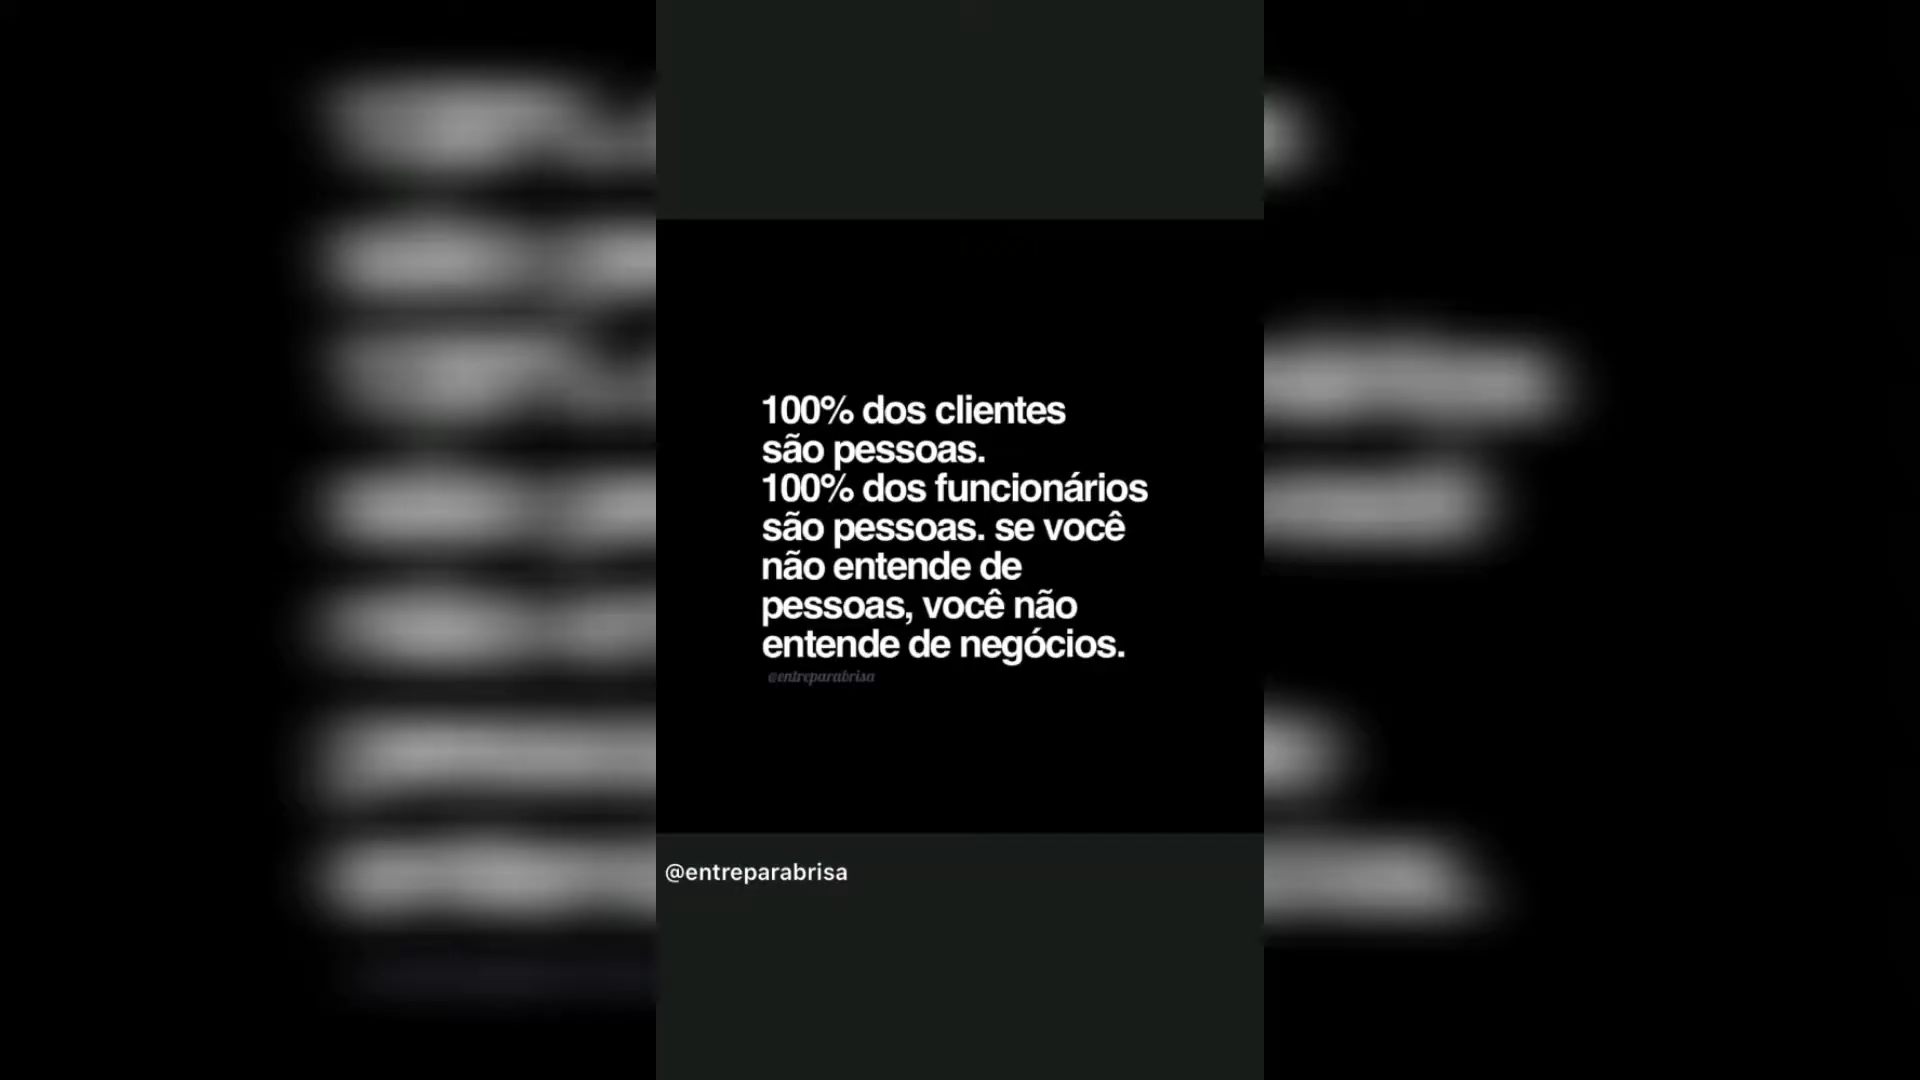 100% dos clientes
são pessoas.
100% dos funcionários
são pessoas. se você
não entende de
pessoas, você não
entende de negócios.
@entreparabrisa
@entreparabrisa